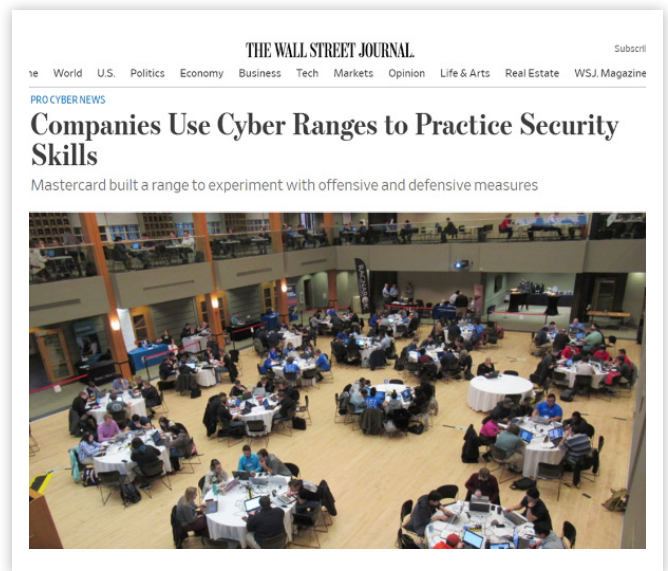 THE WALL STREET JOURNAL.
Subscri
ne World U.S. Politics Economy Business Tech Markets Opinion Life & Arts Real Estate WSJ. Magazine
PRO CYBER NEWS
Companies Use Cyber Ranges to Practice Security
Skills
Mastercard built a range to experiment with offensive and defensive measures